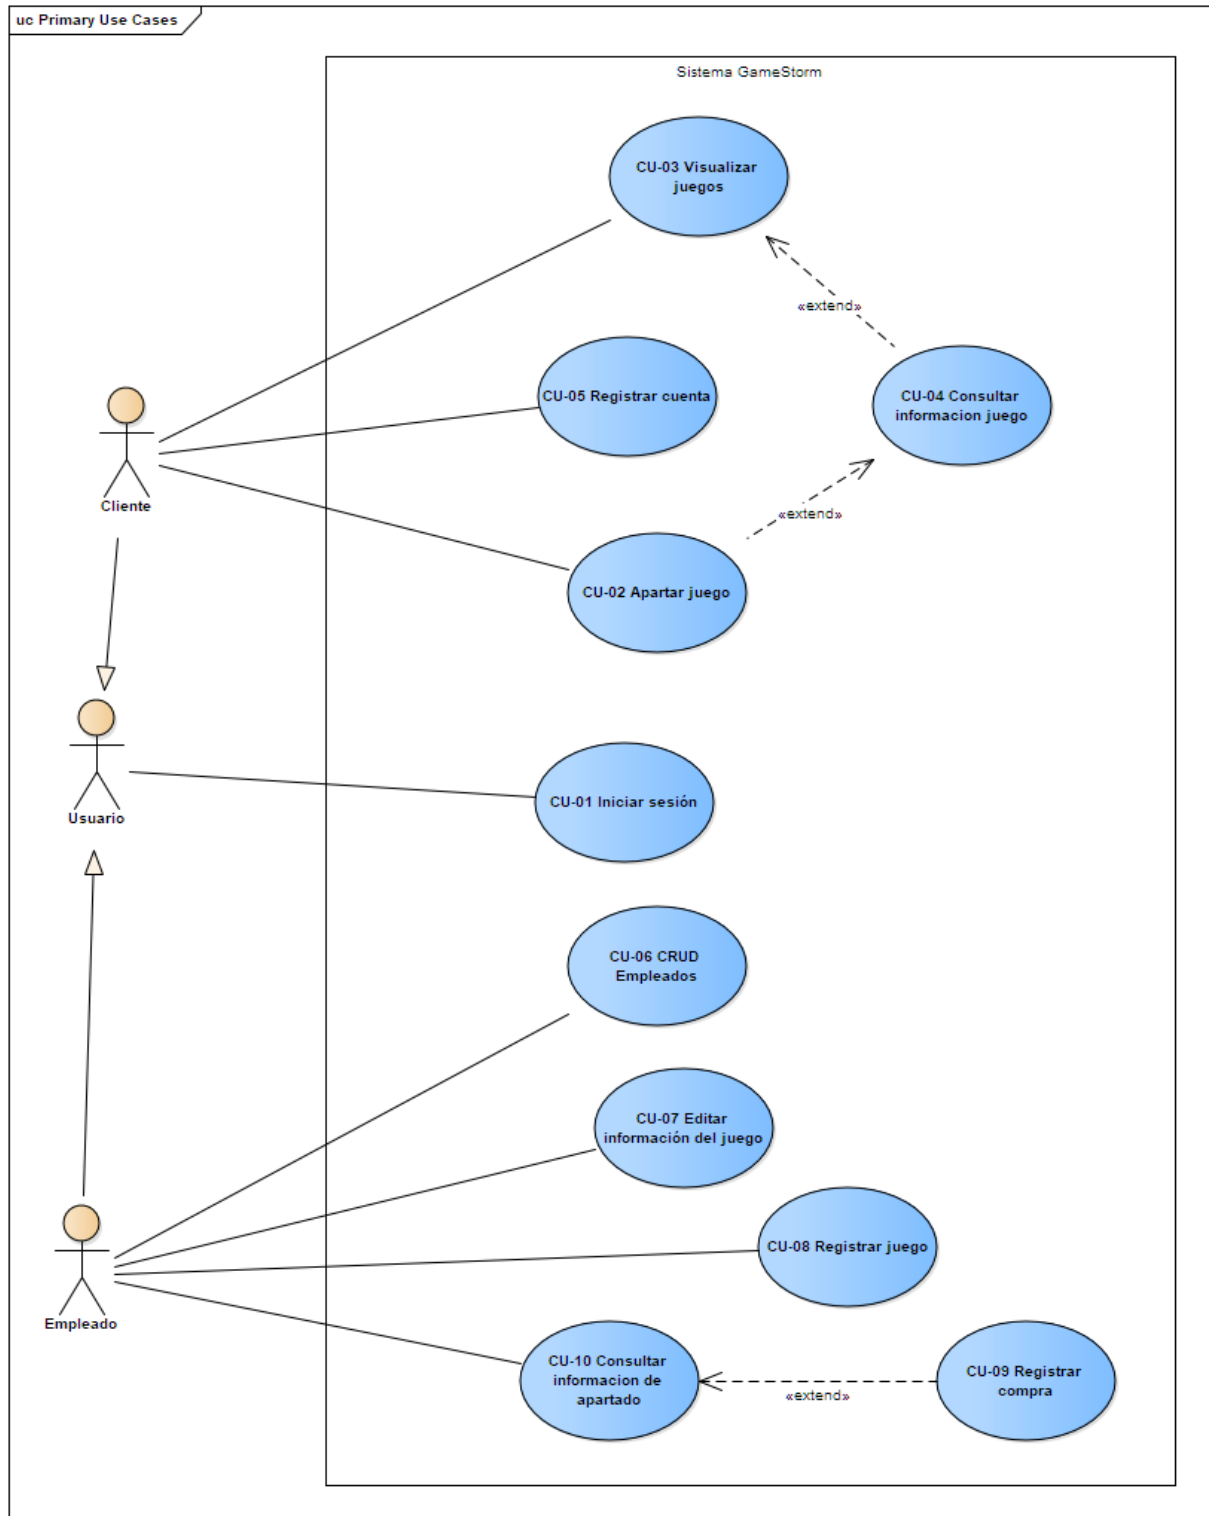 uc Primary Use Cases
Sistema GameStorm
CU-03 Visualizar
juegos
«extend»
CU-05 Registrar cuenta
CU-04 Consultar
informacion juego
Cliente
«extend»
CU-02 Apartar juego
Usuario
CU-01 Iniciar sesión
CU-06 CRUD
Empleados
CU-07 Editar
información del juego
CU-08 Registrar juego
Empleado
CU-10 Consultar
informacion de
apartado
«extend»
CU-09 Registrar
compra